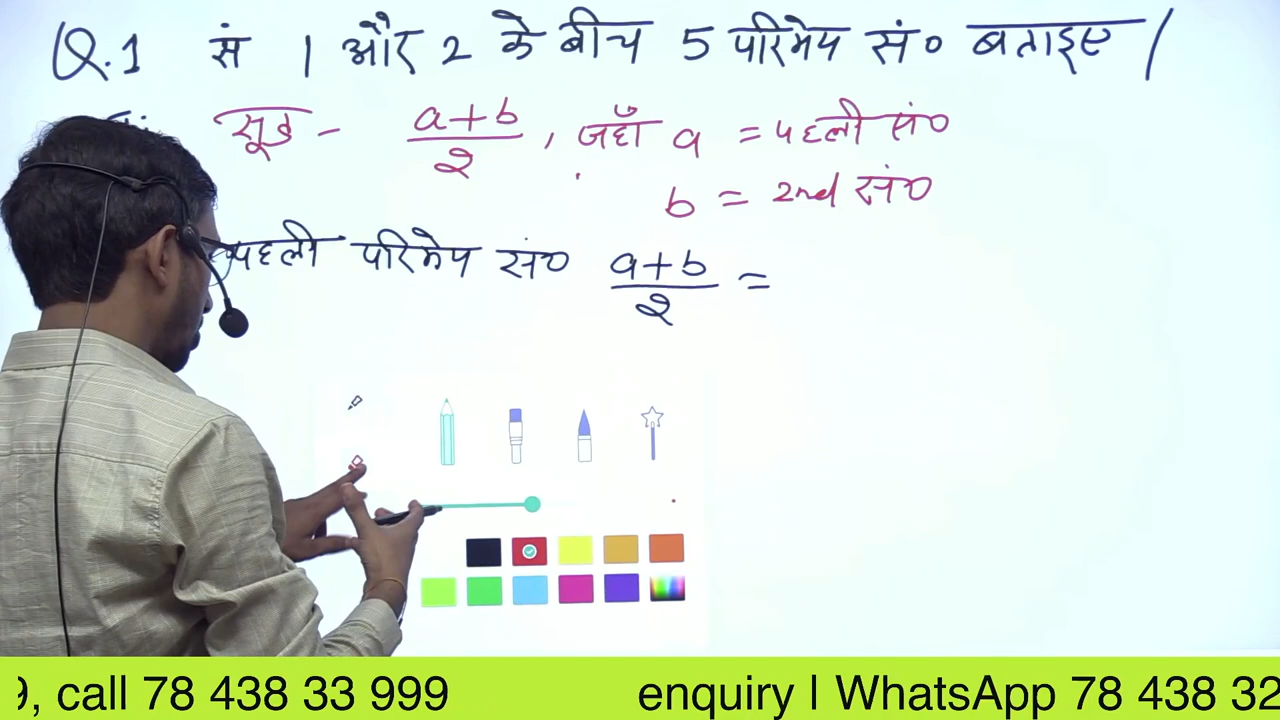 Q.1 सं 1 और 2 के बीच 5 परिमेय सं० बताइए /
सूत्र - a+b/2 , जहाँ a = पहली सं०
b = 2nd सं०
पहली परिमेय सं० a+b/2 =
9, call 78 438 33 999 enquiry | WhatsApp 78 438 32